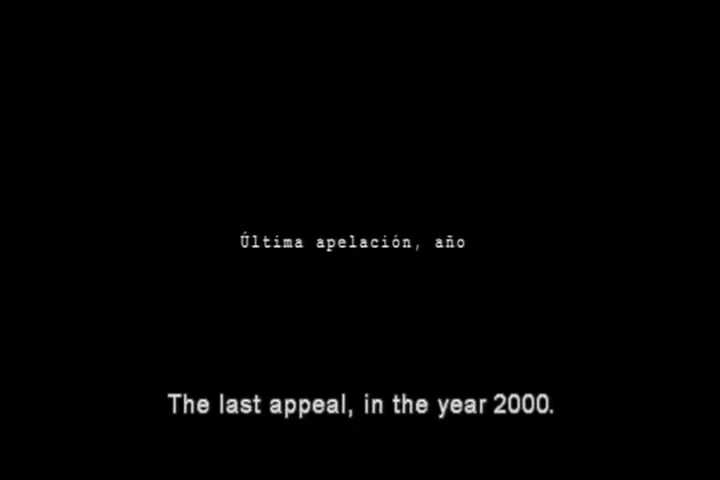 Última apelación, año
The last appeal, in the year 2000.